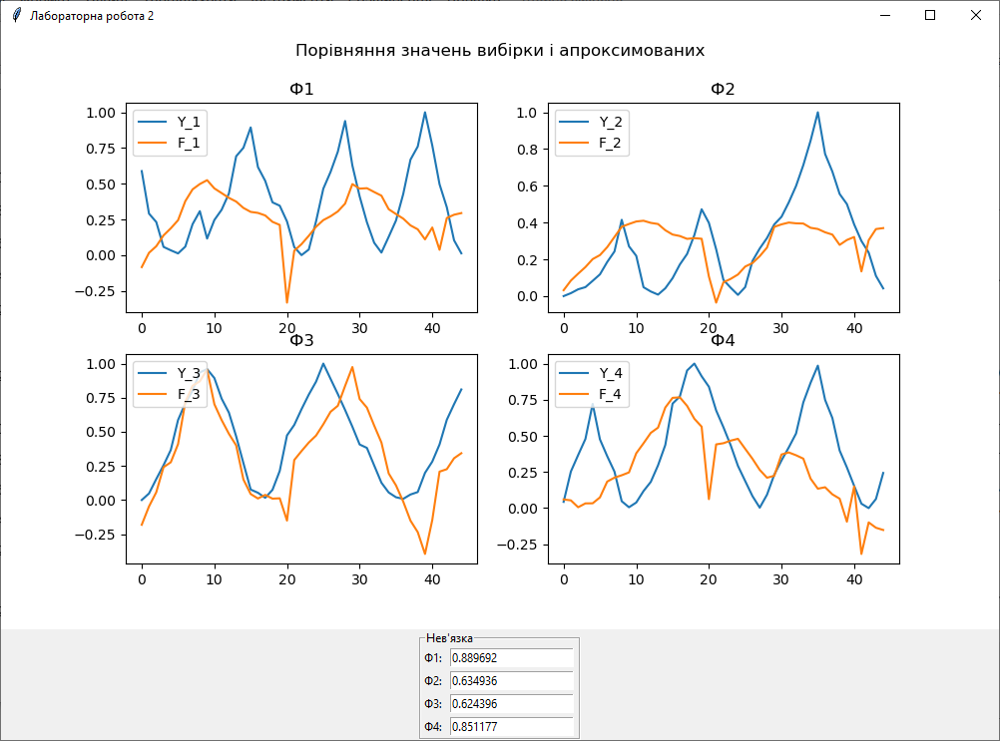 Лабораторна робота 2
Порівняння значень вибірки і апроксимованих
Ф1
Y_1
F_1
1.00
0.75
0.50
0.25
0.00
−0.25
0
10
20
30
40
Ф2
Y_2
F_2
1.0
0.8
0.6
0.4
0.2
0.0
0
10
20
30
40
Ф3
Y_3
F_3
1.00
0.75
0.50
0.25
0.00
−0.25
0
10
20
30
40
Ф4
Y_4
F_4
1.00
0.75
0.50
0.25
0.00
−0.25
0
10
20
30
40
Нев'язка
Ф1: 0.889692
Ф2: 0.634936
Ф3: 0.624396
Ф4: 0.851177